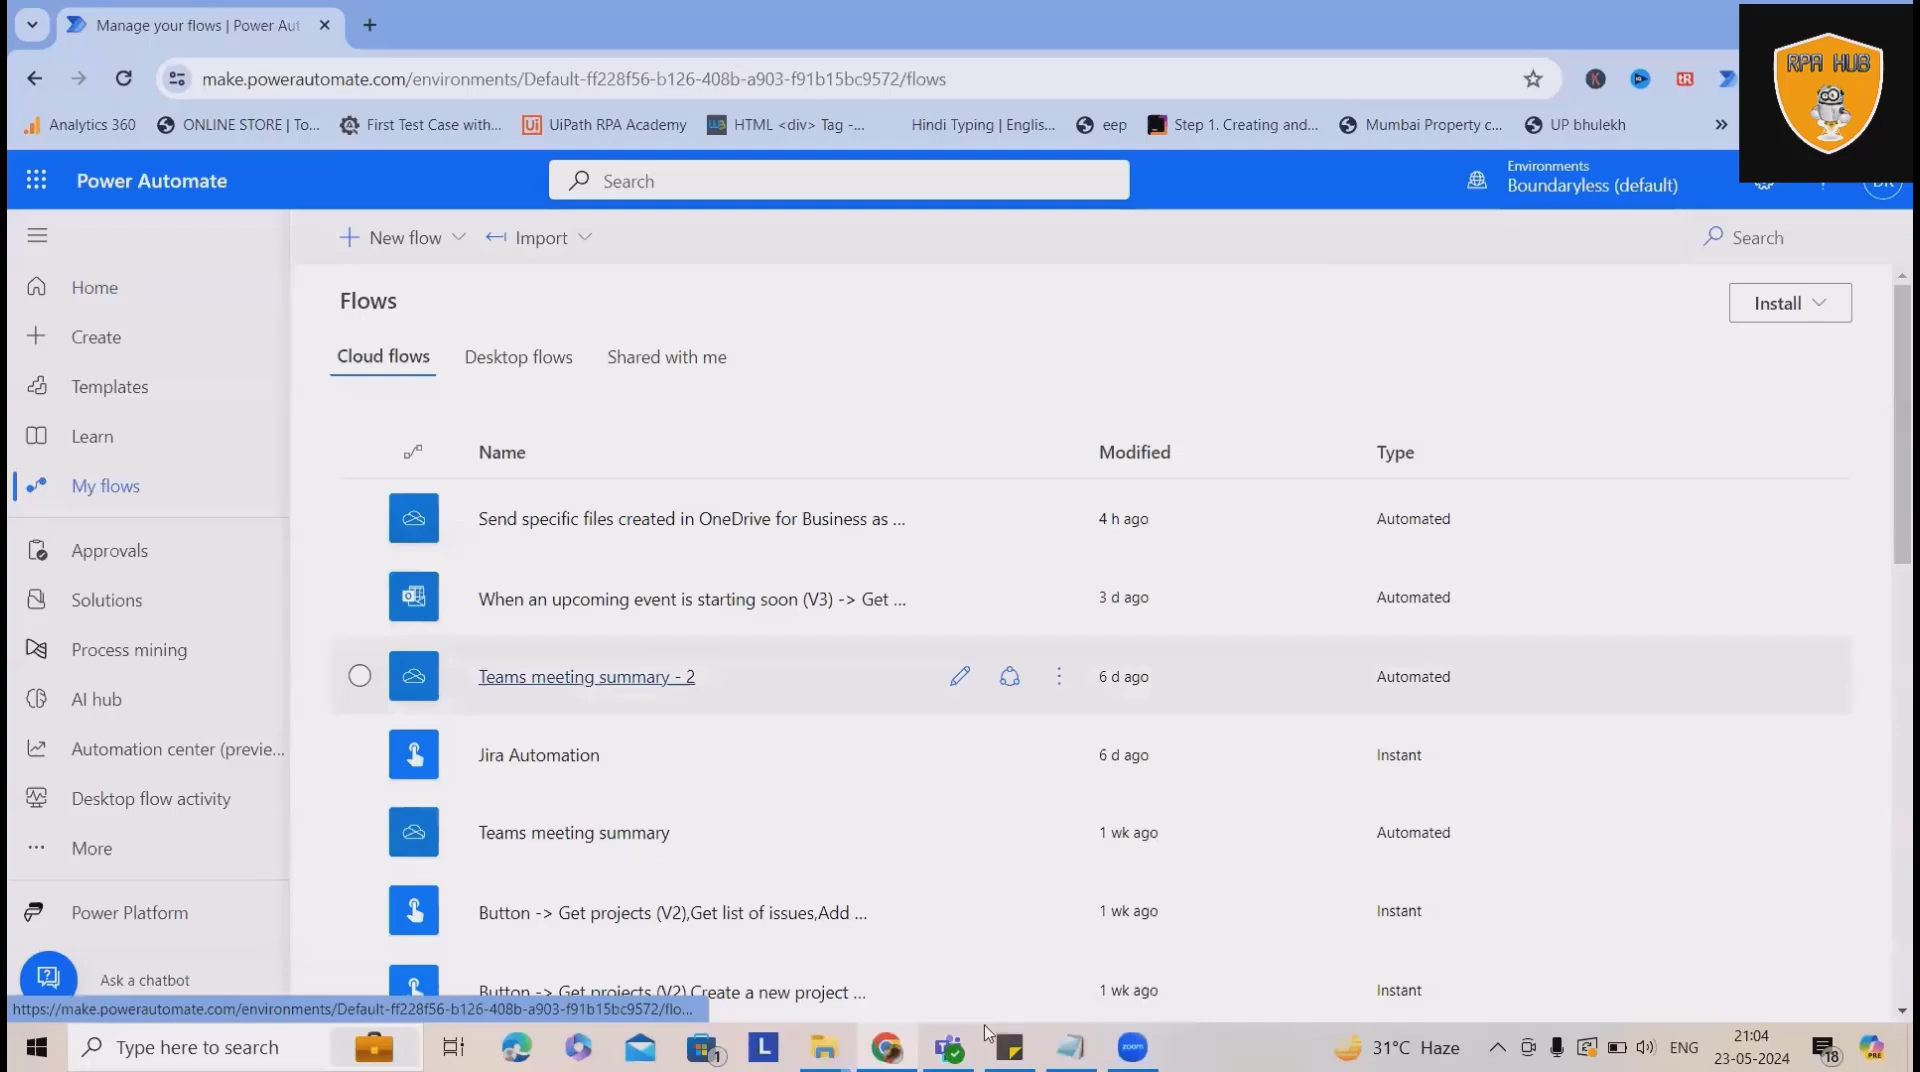 Manage your flows | Power Aut
make.powerautomate.com/environments/Default-ff228f56-b126-408b-a903-f91b15bc9572/flows
RPA HUB
Analytics 360
ONLINE STORE | To...
First Test Case with...
UiPath RPA Academy
HTML <div> Tag -...
Hindi Typing | Englis...
eep
Step 1. Creating and...
Mumbai Property c...
UP bhulekh
Power Automate
Search
Environments
Boundaryless (default)
New flow
Import
Search
Home
Create
Templates
Learn
My flows
Approvals
Solutions
Process mining
AI hub
Automation center (previe...
Desktop flow activity
More
Power Platform
Ask a chatbot
Flows
Install
Cloud flows
Desktop flows
Shared with me
Name
Modified
Type
Send specific files created in OneDrive for Business as ...
4 h ago
Automated
When an upcoming event is starting soon (V3) -> Get ...
3 d ago
Automated
Teams meeting summary - 2
6 d ago
Automated
Jira Automation
6 d ago
Instant
Teams meeting summary
1 wk ago
Automated
Button -> Get projects (V2),Get list of issues,Add ...
1 wk ago
Instant
Button -> Get projects (V2),Create a new project ...
1 wk ago
Instant
https://make.powerautomate.com/environments/Default-ff228f56-b126-408b-a903-f91b15bc9572/flo...
Type here to search
1
L
zoom
31°C Haze
ENG
21:04
23-05-2024
18
PRE